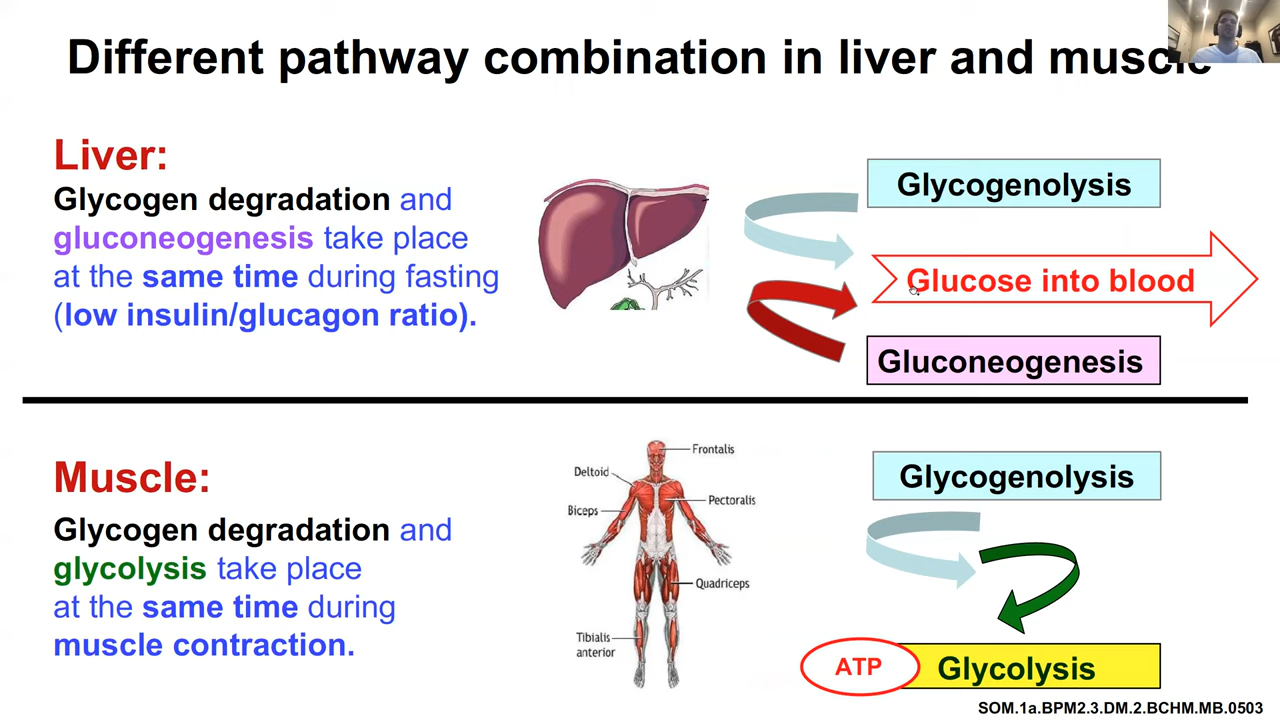 Different pathway combination in liver and muscle
Liver:
Glycogen degradation and
gluconeogenesis take place
at the same time during fasting
(low insulin/glucagon ratio).
Glycogenolysis
Glucose into blood
Gluconeogenesis
Muscle:
Glycogen degradation and
glycolysis take place
at the same time during
muscle contraction.
Frontalis
Deltoid
Pectoralis
Biceps
Quadriceps
Tibialis
anterior
Glycogenolysis
ATP
Glycolysis
SOM.1a.BPM2.3.DM.2.BCHM.MB.0503